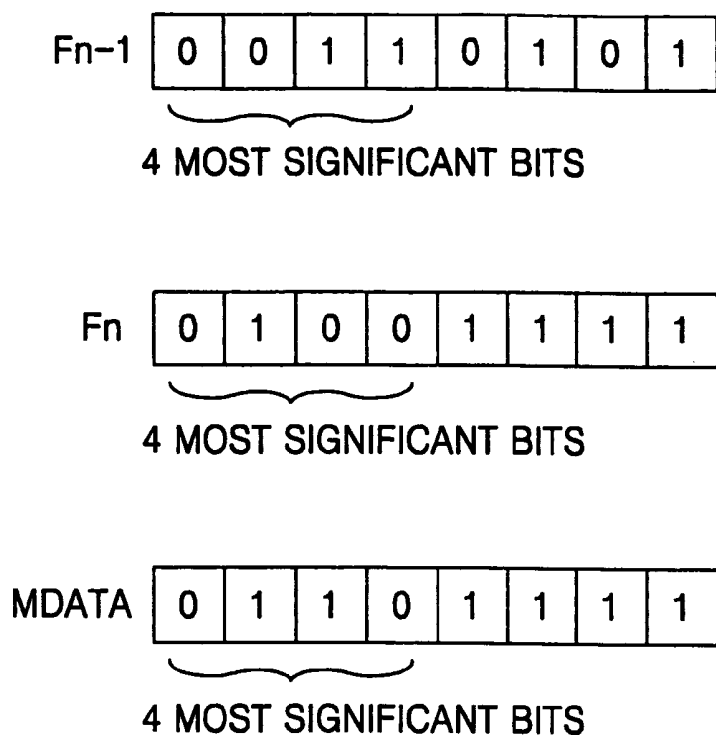 Fn-1 0 0 1 1 0 1 0 1
4 MOST SIGNIFICANT BITS
Fn 0 1 0 0 1 1 1 1
4 MOST SIGNIFICANT BITS
MDATA 0 1 1 0 1 1 1 1
4 MOST SIGNIFICANT BITS